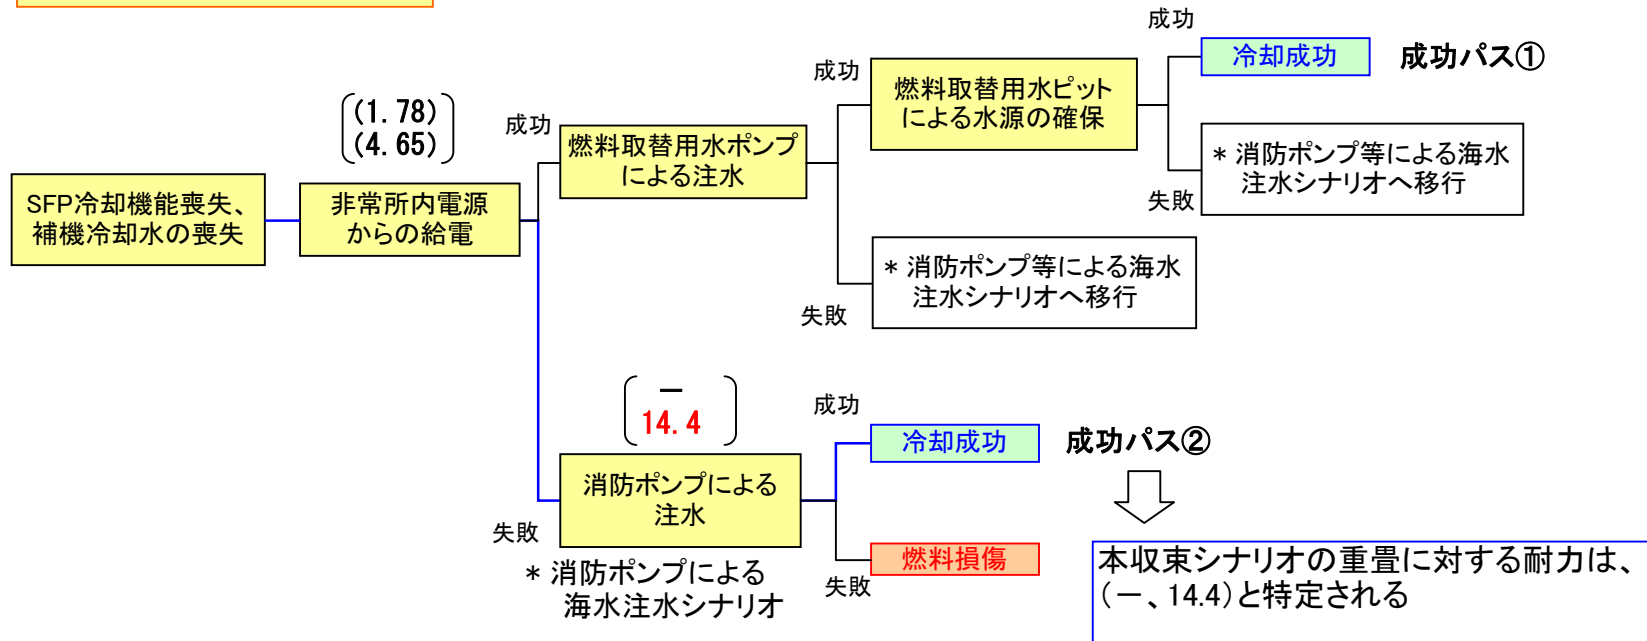 成功
冷却成功
成功パス①
成功
燃料取替用水ピット
による水源の確保
(1.78)
(4.65)
成功
燃料取替用水ポンプ
による注水
＊消防ポンプ等による海水
注水シナリオへ移行
失敗
SFP冷却機能喪失、
補機冷却水の喪失
非常所内電源
からの給電
＊消防ポンプ等による海水
注水シナリオへ移行
失敗
－
14.4
成功
冷却成功
成功パス②
消防ポンプによる
注水
失敗
＊消防ポンプによる
海水注水シナリオ
燃料損傷
失敗
本収束シナリオの重畳に対する耐力は、
（－、14.4）と特定される